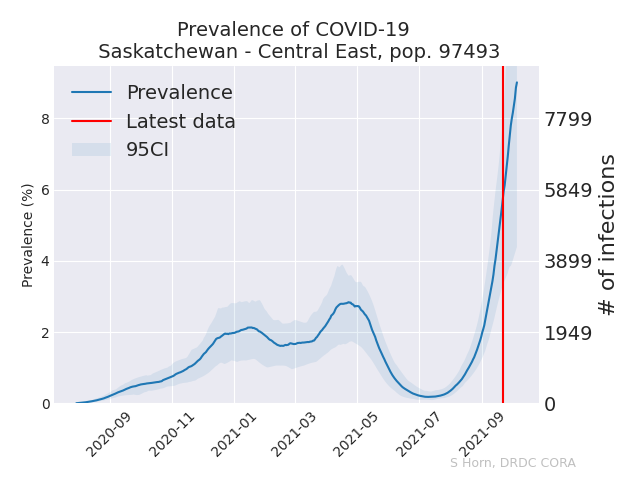 Prevalence of COVID-19
Saskatchewan - Central East, pop. 97493
Prevalence
Latest data
95CI
Prevalence (%)
8
6
4
2
0
7799
5849
3899
1949
0
# of infections
2020-09
2020-11
2021-01
2021-03
2021-05
2021-07
2021-09
S Horn, DRDC CORA